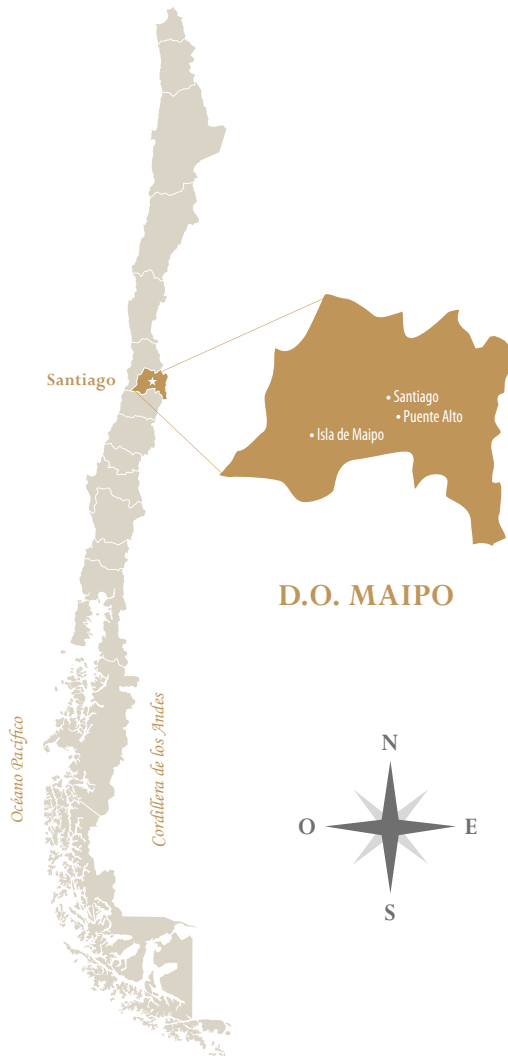 Santiago
• Santiago
• Puente Alto
• Isla de Maipo
D.O. MAIPO
Océano Pacífico
Cordillera de los Andes
N
O
E
S